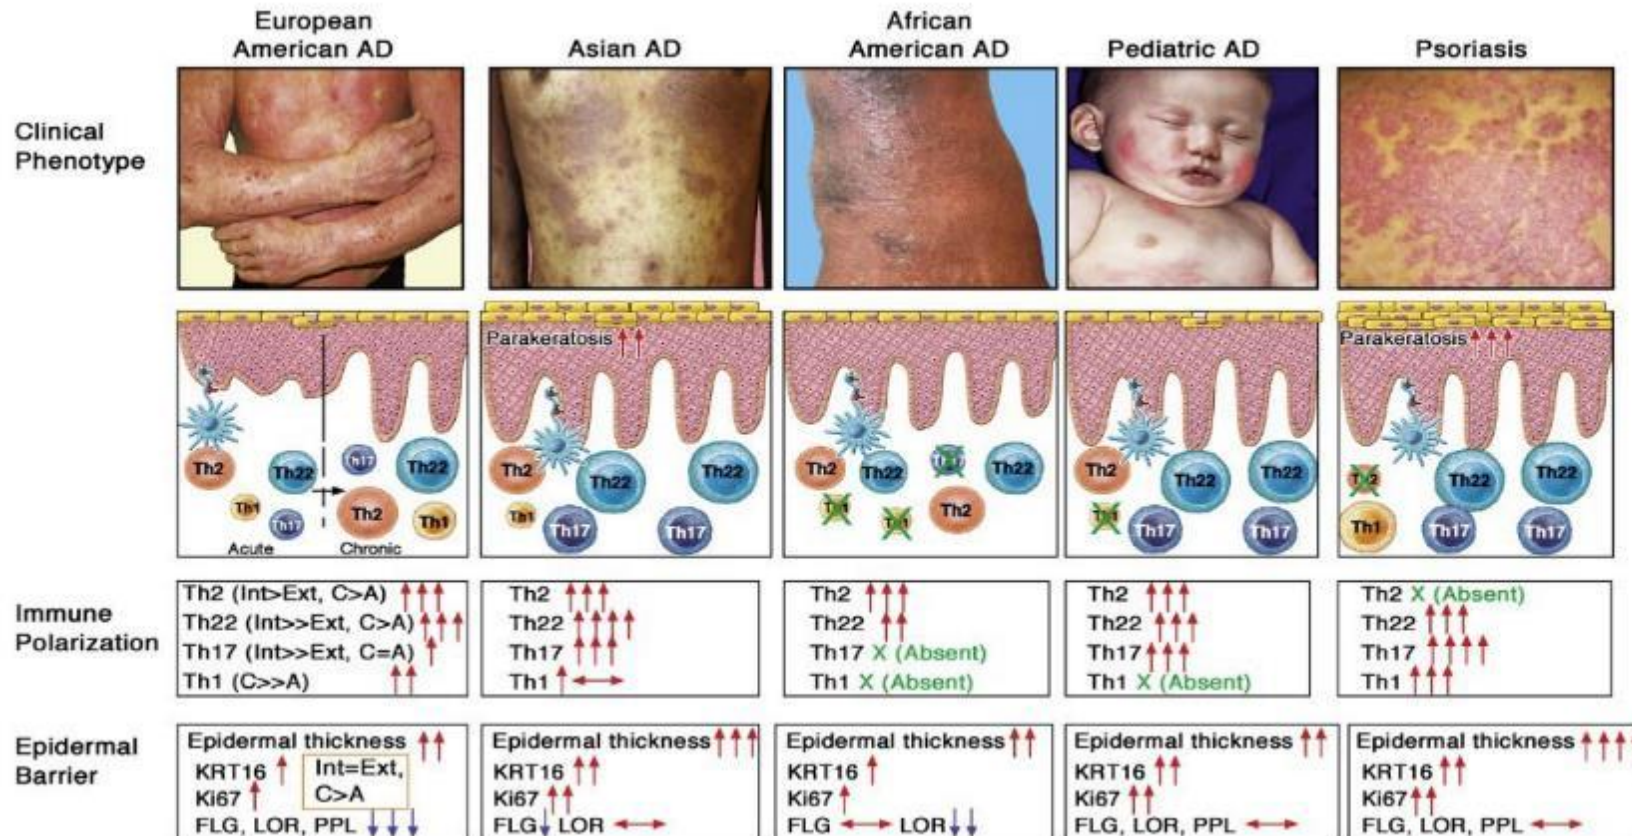 European
American AD
Asian AD
African
American AD
Pediatric AD
Psoriasis
Clinical
Phenotype
Parakeratosis ↑↑
Parakeratosis ↑↑↑
Th2
Th22
Th17
Th22
Th1
Th17
Th2
Th1
Acute
Chronic
Th2
Th22
Th22
Th1
Th17
Th17
Th2
Th22
Th22
Th1
Th1
Th2
Th2
Th22
Th22
Th1
Th17
Th17
Th2
Th22
Th22
Th1
Th17
Th17
Immune
Polarization
Th2 (Int>Ext, C>A) ↑↑↑
Th22 (Int>>Ext, C>A) ↑↑↑
Th17 (Int>>Ext, C=A) ↑
Th1 (C>>A) ↑↑
Th2 ↑↑↑
Th22 ↑↑↑↑
Th17 ↑↑↑
Th1 ↑ ↔
Th2 ↑↑↑
Th22 ↑↑
Th17 X (Absent)
Th1 X (Absent)
Th2 ↑↑↑
Th22 ↑↑↑
Th17 ↑↑↑
Th1 X (Absent)
Th2 X (Absent)
Th22 ↑↑↑
Th17 ↑↑↑↑
Th1 ↑↑↑
Epidermal
Barrier
Epidermal thickness ↑↑
KRT16 ↑
Ki67 ↑
Int=Ext,
C>A
FLG, LOR, PPL ↓↓↓
Epidermal thickness ↑↑↑
KRT16 ↑↑
Ki67 ↑↑
FLG ↓ LOR ↔
Epidermal thickness ↑↑
KRT16 ↑
Ki67 ↑
FLG ↔ LOR ↓↓
Epidermal thickness ↑↑
KRT16 ↑↑
Ki67 ↑↑
FLG, LOR, PPL ↔
Epidermal thickness ↑↑↑↑
KRT16 ↑↑
Ki67 ↑↑
FLG, LOR, PPL ↔